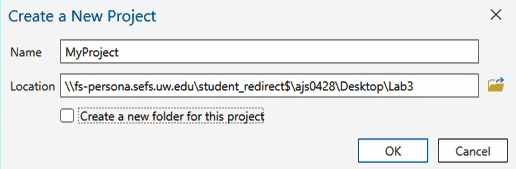 Create a New Project
Name MyProject
Location \\fs-persona.sefs.uw.edu\student_redirect$\ajs0428\Desktop\Lab3
Create a new folder for this project
OK Cancel